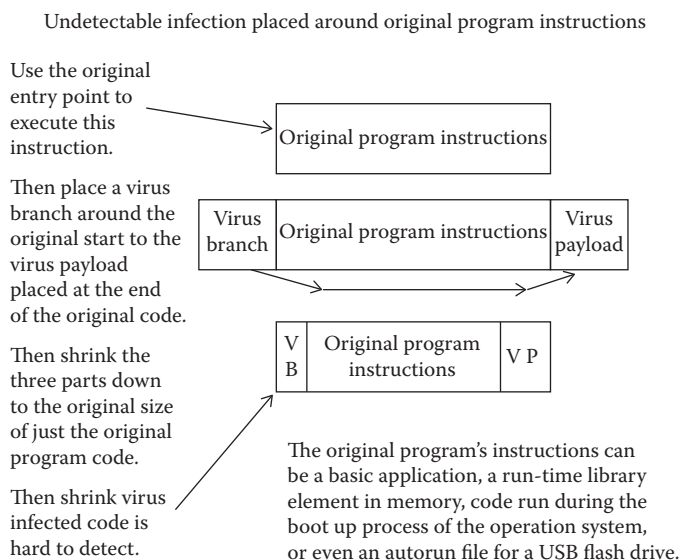 Undetectable infection placed around original program instructions
Use the original
entry point to
execute this
instruction.
Original program instructions
Then place a virus
branch around the
original start to the
virus payload
placed at the end
of the original code.
Virus
branch
Original program instructions
Virus
payload
Then shrink the
three parts down
to the original size
of just the original
program code.
V
B
Original program
instructions
V P
Then shrink virus
infected code is
hard to detect.
The original program's instructions can
be a basic application, a run-time library
element in memory, code run during the
boot up process of the operation system,
or even an autorun file for a USB flash drive.